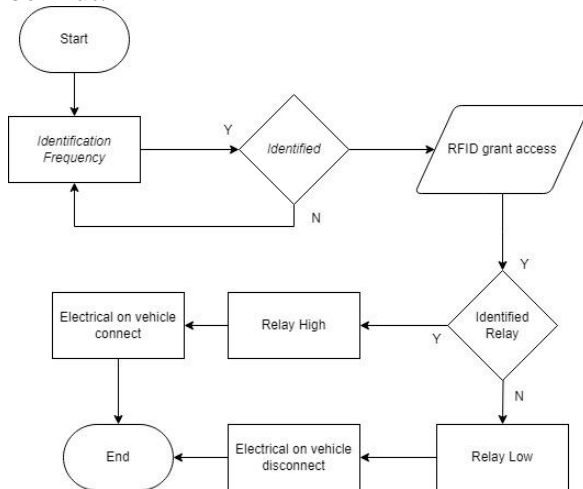 Start
Identification
Frequency
Y
Identified
N
RFID grant access
Y
Identified
Relay
Y
N
Relay High
Electrical on vehicle
connect
Relay Low
Electrical on vehicle
disconnect
End